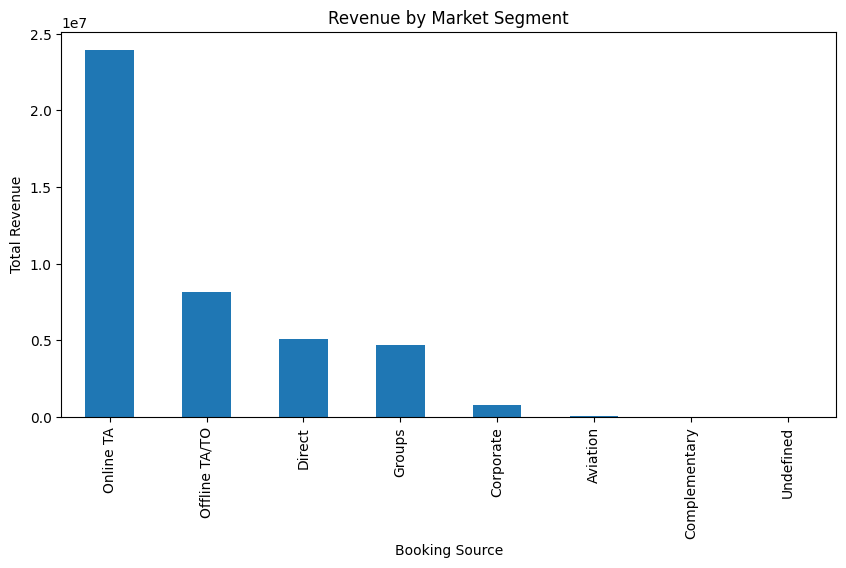 Revenue by Market Segment
1e7
2.5
2.0
1.5
1.0
0.5
0.0
Total Revenue
Online TA
Offline TA/TO
Direct
Groups
Corporate
Aviation
Complementary
Undefined
Booking Source